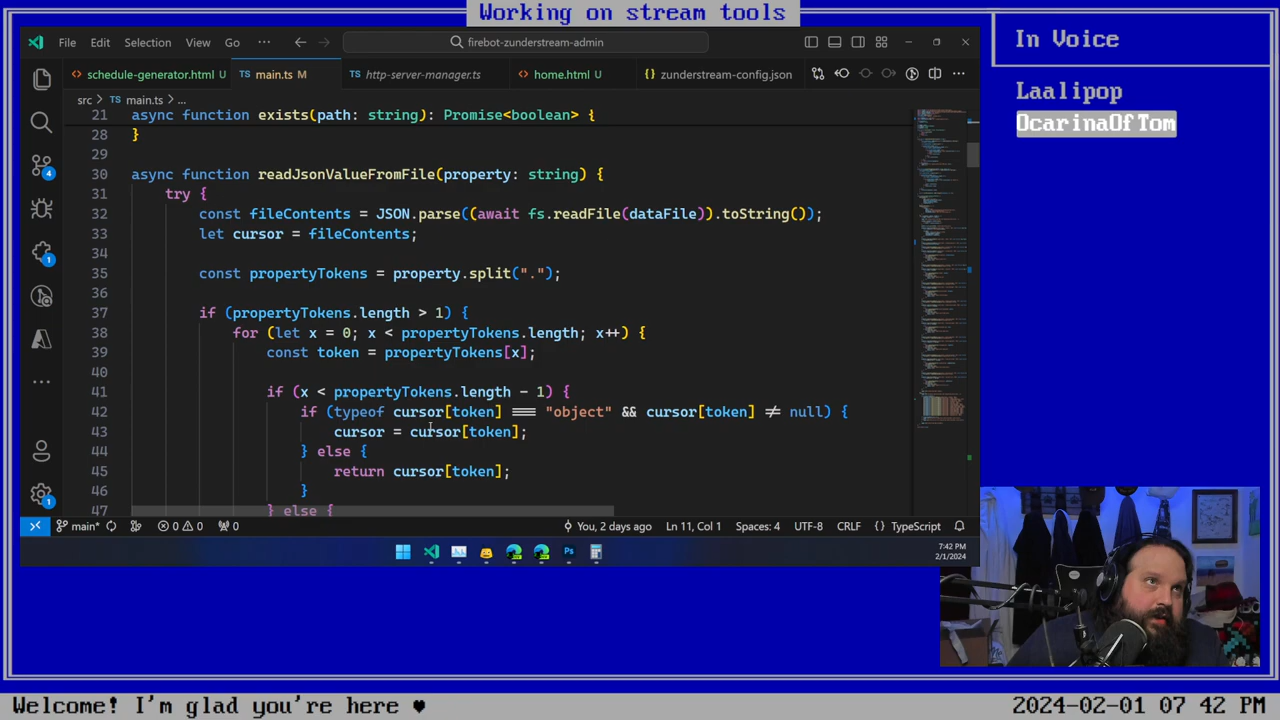 Working on stream tools
File Edit Selection View Go ··· firebot-zunderstream-admin
schedule-generator.html U main.ts M http-server-manager.ts home.html U zunderstream-config.json
src > TS main.ts > ...
21 async function exists(path: string): Promise<boolean> {
28 }
29
30 async function readJsonValueFromFile(property: string) {
31 try {
32 const fileContents = JSON.parse((await fs.readFile(dataFile)).toString());
33 let cursor = fileContents;
34
35 const propertyTokens = property.split(".");
36
37 if (propertyTokens.length > 1) {
38 for (let x = 0; x < propertyTokens.length; x++) {
39 const token = propertyTokens[x];
40
41 if (x < propertyTokens.length - 1) {
42 if (typeof cursor[token] === "object" && cursor[token] !== null) {
43 cursor = cursor[token];
44 } else {
45 return cursor[token];
46 }
47 } else {
main* 0 0 0 You, 2 days ago Ln 11, Col 1 Spaces: 4 UTF-8 CRLF {} TypeScript
7:42 PM
2/1/2024
In Voice
Laalipop
OcarinaOfTom
Welcome! I'm glad you're here ♥
2024-02-01 07 42 PM